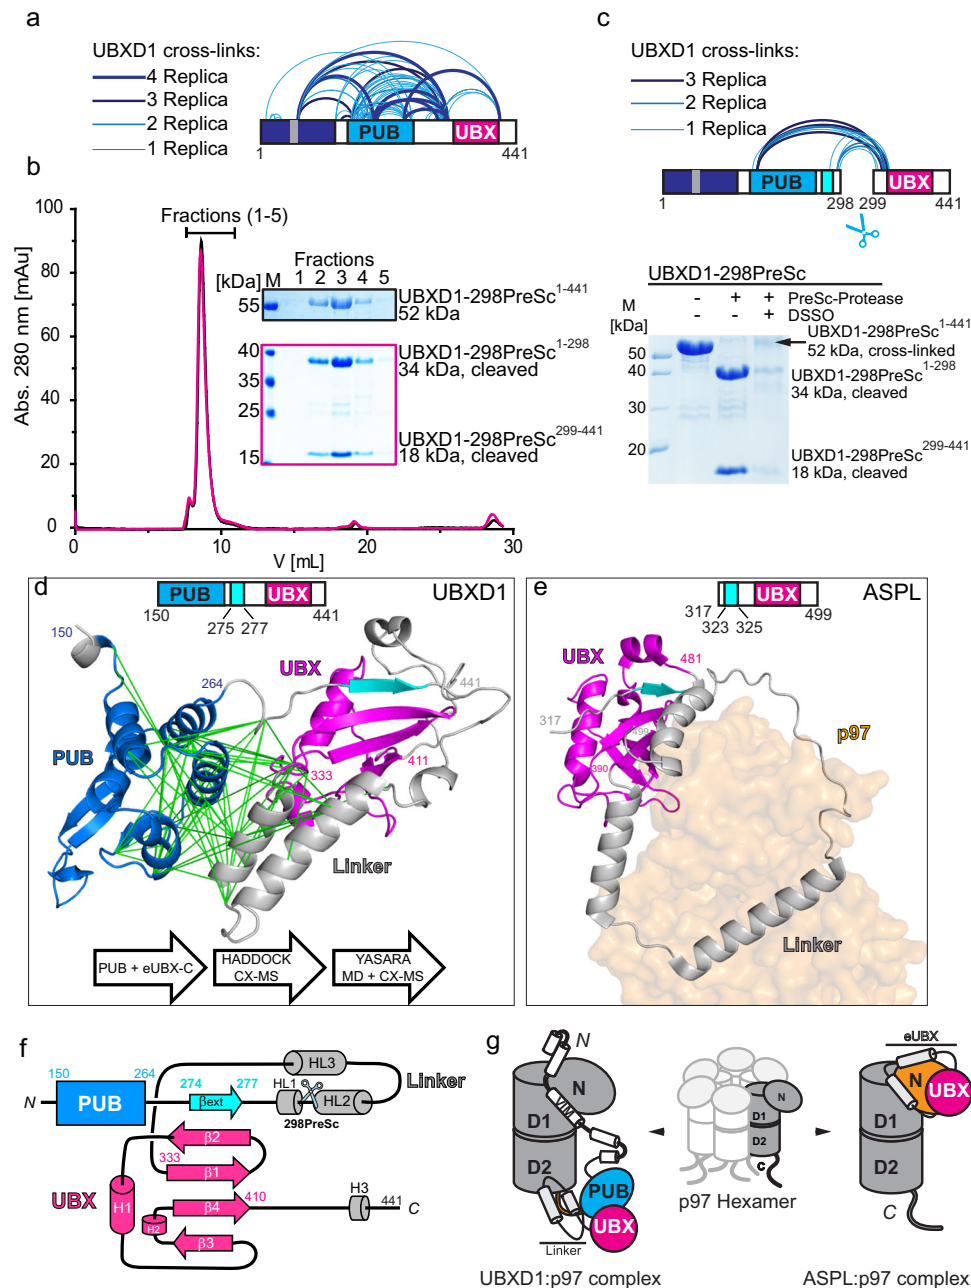 a
UBXD1 cross-links:
4 Replica
3 Replica
2 Replica
1 Replica
PUB
UBX
1
441
c
UBXD1 cross-links:
3 Replica
2 Replica
1 Replica
PUB
UBX
1
298
299
441
b
Abs. 280 nm [mAu]
100
80
60
40
20
0
0
10
20
30
V [mL]
Fractions (1-5)
Fractions
[kDa] M 1 2 3 4 5
55
UBXD1-298PreSc1-441
52 kDa
40
35
25
15
UBXD1-298PreSc1-298
34 kDa, cleaved
UBXD1-298PreSc299-441
18 kDa, cleaved
UBXD1-298PreSc
- + + PreSc-Protease
- - + DSSO
M
[kDa]
50
40
30
20
UBXD1-298PreSc1-441
52 kDa, cross-linked
UBXD1-298PreSc1-298
34 kDa, cleaved
UBXD1-298PreSc299-441
18 kDa, cleaved
d
PUB
UBX
150
275
277
441
UBXD1
150
264
UBX
441
PUB
333
411
Linker
PUB + eUBX-C
HADDOCK
CX-MS
YASARA
MD + CX-MS
e
UBX
317
323
325
499
ASPL
UBX
481
317
499
390
p97
Linker
f
150
264
274
277
HL3
Linker
N
PUB
βext
HL1
HL2
298PreSc
β2
333
β1
UBX
H1
410
H3
β4
441
C
H2
β3
g
N
N
D1
D2
PUB
UBX
Linker
UBXD1:p97 complex
N
D1
D2
C
p97 Hexamer
eUBX
N
UBX
D1
D2
C
ASPL:p97 complex